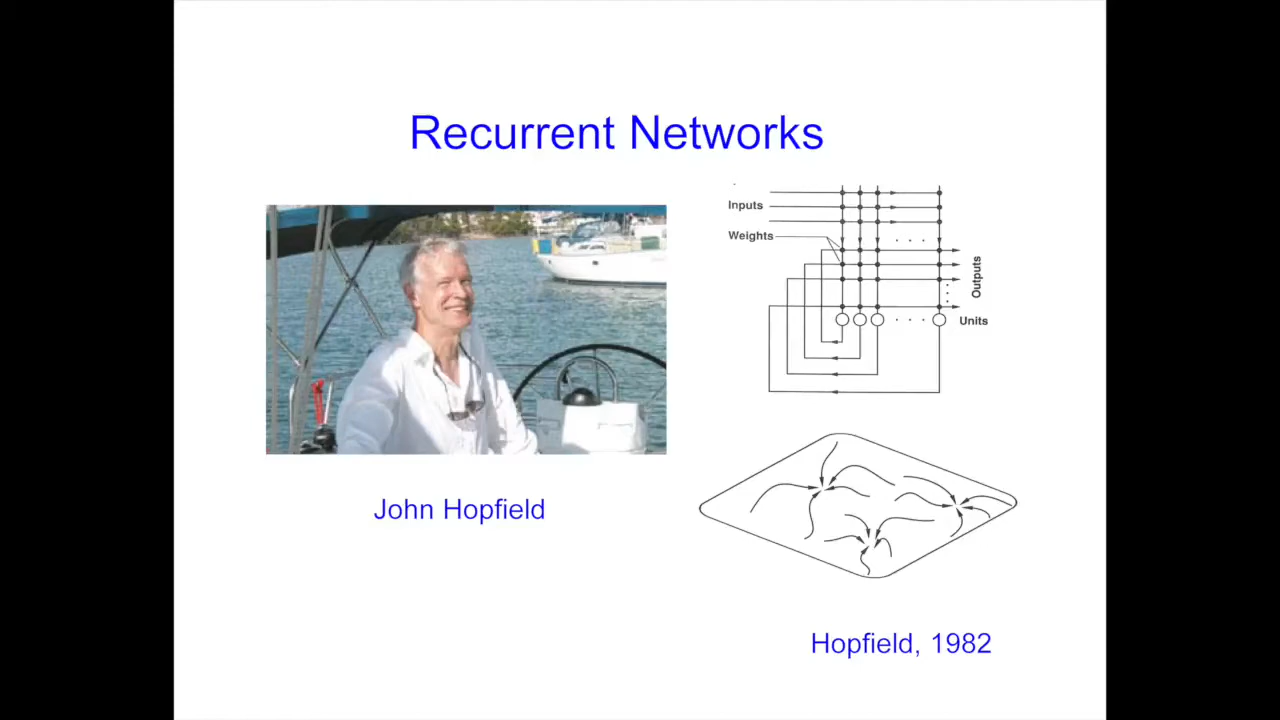 Recurrent Networks
Inputs
Weights
Outputs
Units
John Hopfield
Hopfield, 1982